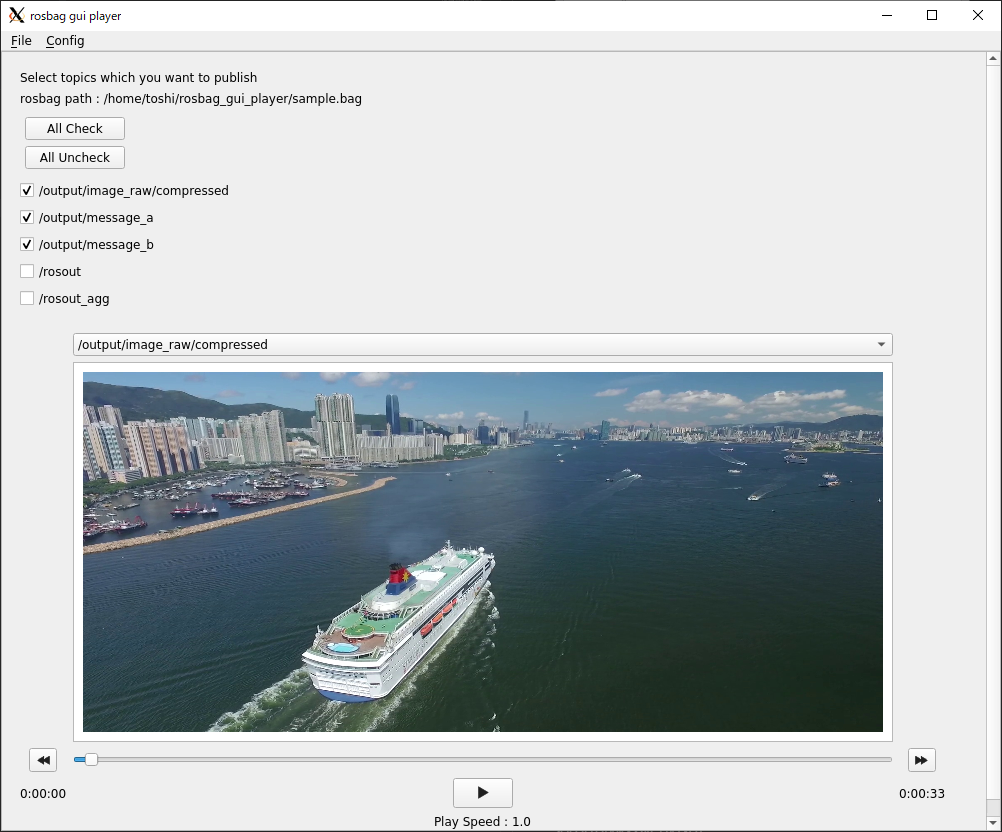 rosbag gui player
File Config
Select topics which you want to publish
rosbag path : /home/toshi/rosbag_gui_player/sample.bag
All Check
All Uncheck
/output/image_raw/compressed
/output/message_a
/output/message_b
/rosout
/rosout_agg
/output/image_raw/compressed
0:00:00 0:00:33
Play Speed : 1.0